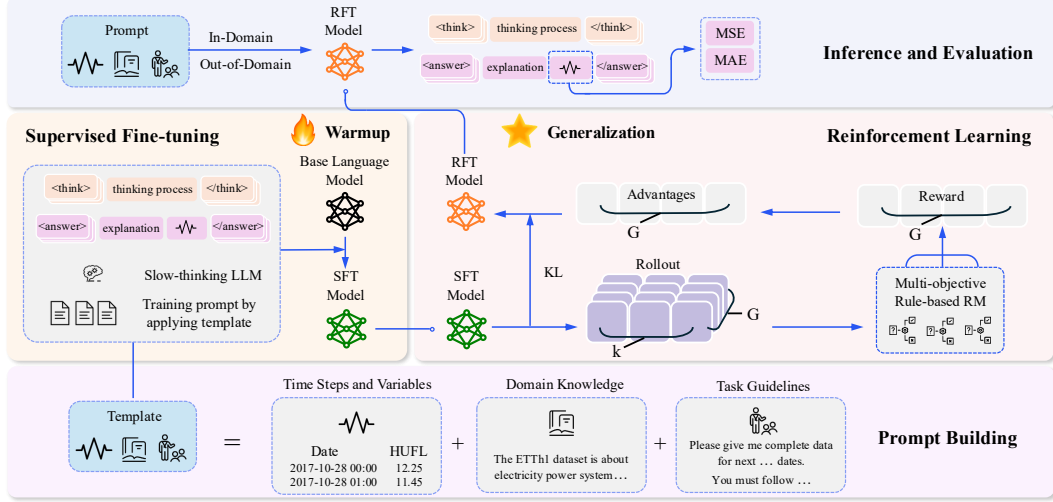 Prompt
In-Domain
Out-of-Domain
RFT
Model
<think>
thinking process
</think>
<answer>
explanation
</answer>
MSE
MAE
Inference and Evaluation
Supervised Fine-tuning
Warmup
<think>
thinking process
</think>
<answer>
explanation
</answer>
Slow-thinking LLM
Training prompt by
applying template
Base Language
Model
SFT
Model
Generalization
Reinforcement Learning
RFT
Model
SFT
Model
KL
Advantages
G
Reward
G
Rollout
G
k
Multi-objective
Rule-based RM
Template
=
Time Steps and Variables
Date HUFL
2017-10-28 00:00 12.25
2017-10-28 01:00 11.45
+
Domain Knowledge
The ETTh1 dataset is about
electricity power system…
+
Task Guidelines
Please give me complete data
for next … dates.
You must follow …
Prompt Building